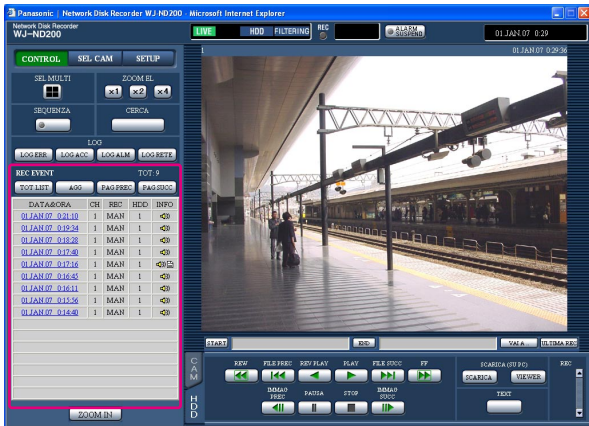 Panasonic | Network Disk Recorder WJ-ND200 - Microsoft Internet Explorer
Network Disk Recorder
WJ-ND200
LIVE HDD FILTERING REC ALARM SUSPEND 01.JAN.07 0:29
CONTROL SEL CAM SETUP
1 01.JAN.07 0:29:36
SEL MULTI ZOOM EL
×1 ×2 ×4
SEQUENZA CERCA
LOG
LOG ERR LOG ACC LOG ALM LOG RETE
REC EVENT TOT: 9
TOT LIST AGG PAG PREC PAG SUCC
DATA&ORA CH REC HDD INFO
01.JAN.07 0:21:10 1 MAN 1
01.JAN.07 0:19:34 1 MAN 1
01.JAN.07 0:18:28 1 MAN 1
01.JAN.07 0:17:40 1 MAN 1
01.JAN.07 0:17:16 1 MAN 1
01.JAN.07 0:16:45 1 MAN 1
01.JAN.07 0:16:11 1 MAN 1
01.JAN.07 0:15:56 1 MAN 1
01.JAN.07 0:14:40 1 MAN 1
ZOOM IN
START END VAI A... ULTIMA REG
CAM
HDD
REW FILE PREC REV PLAY PLAY FILE SUCC FF
IMMAG PREC PAUSA STOP IMMAG SUCC
SCARICA (SU PC) REC
SCARICA VIEWER
TEXT